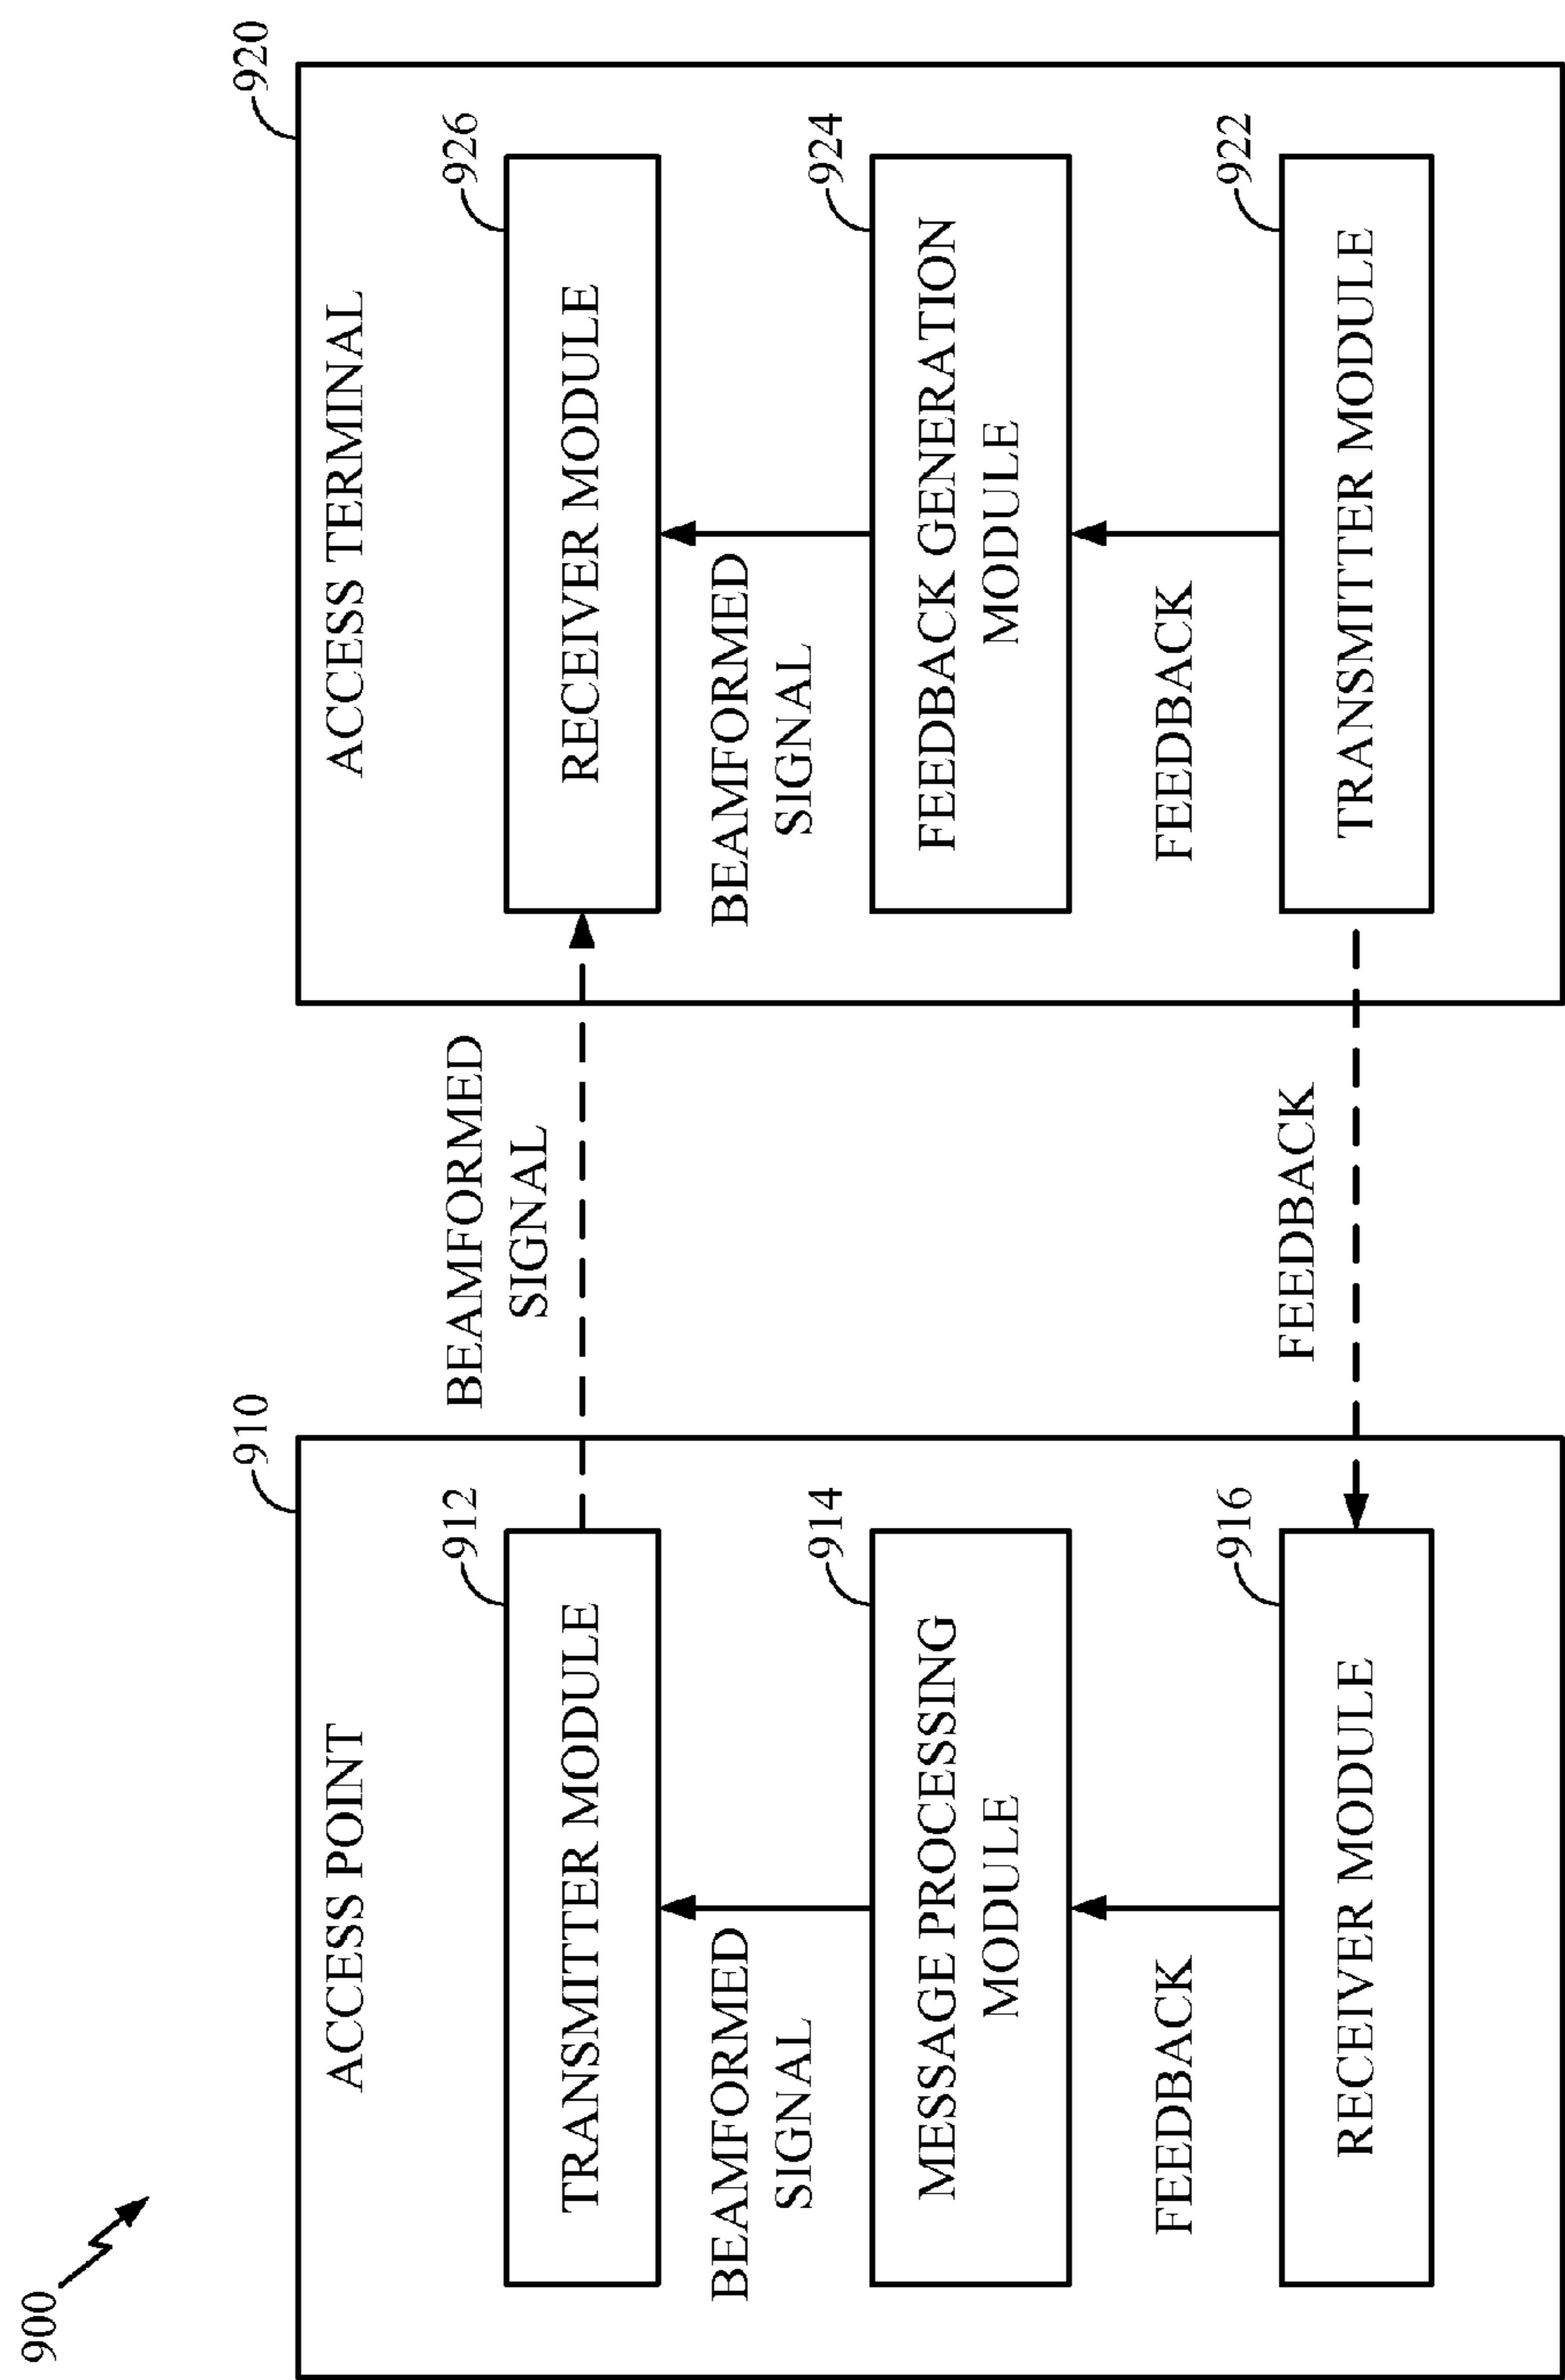 900
910
ACCESS POINT
912
TRANSMITTER MODULE
BEAMFORMED
SIGNAL
914
MESSAGE PROCESSING
MODULE
FEEDBACK
916
RECEIVER MODULE
BEAMFORMED
SIGNAL
FEEDBACK
920
ACCESS TERMINAL
926
RECEIVER MODULE
BEAMFORMED
SIGNAL
924
FEEDBACK GENERATION
MODULE
FEEDBACK
922
TRANSMITTER MODULE